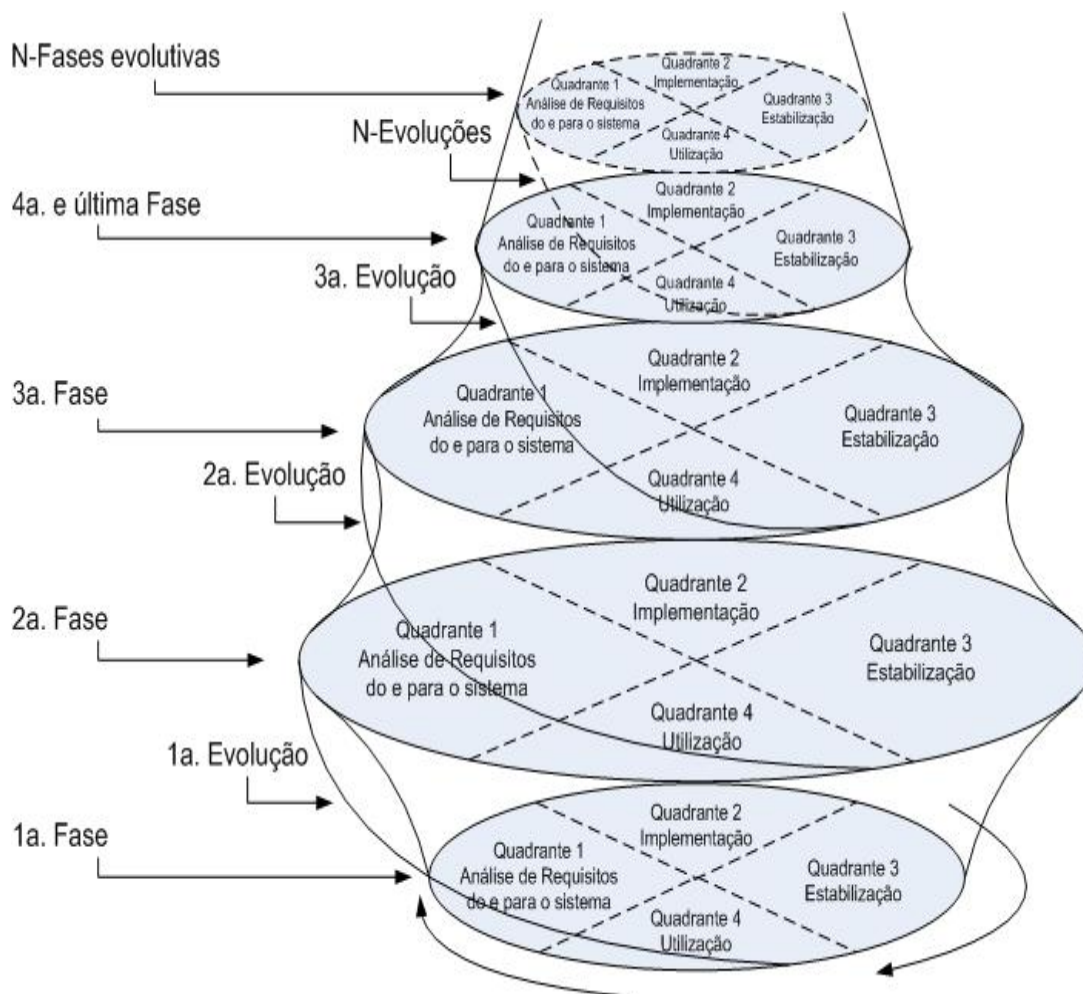 N-Fases evolutivas
Quadrante 1
Análise de Requisitos
do e para o sistema
Quadrante 2
Implementação
Quadrante 3
Estabilização
Quadrante 4
Utilização
N-Evoluções
4a. e última Fase
Quadrante 1
Análise de Requisitos
do e para o sistema
Quadrante 2
Implementação
Quadrante 3
Estabilização
Quadrante 4
Utilização
3a. Evolução
3a. Fase
Quadrante 1
Análise de Requisitos
do e para o sistema
Quadrante 2
Implementação
Quadrante 3
Estabilização
Quadrante 4
Utilização
2a. Evolução
2a. Fase
Quadrante 1
Análise de Requisitos
do e para o sistema
Quadrante 2
Implementação
Quadrante 3
Estabilização
Quadrante 4
Utilização
1a. Evolução
1a. Fase
Quadrante 1
Análise de Requisitos
do e para o sistema
Quadrante 2
Implementação
Quadrante 3
Estabilização
Quadrante 4
Utilização